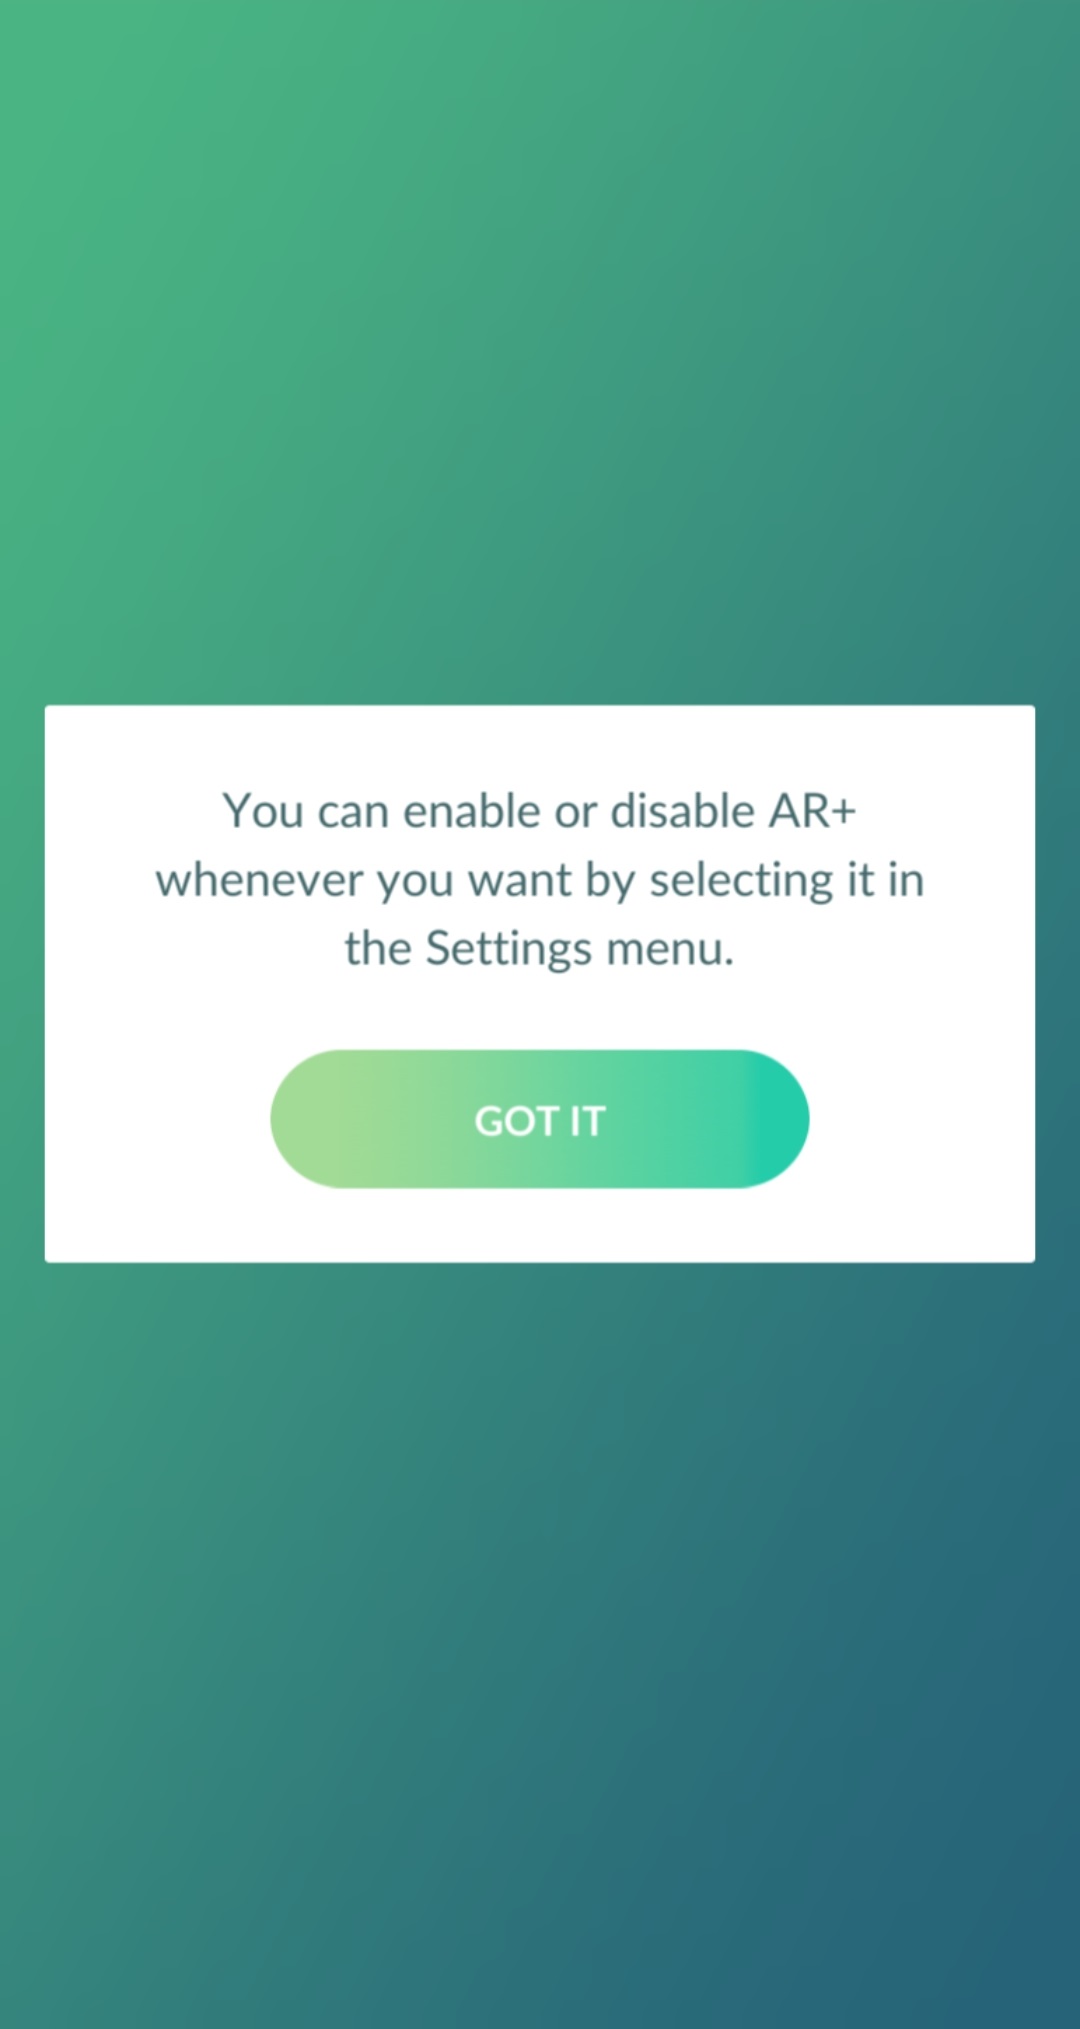 You can enable or disable AR+
whenever you want by selecting it in
the Settings menu.
GOT IT